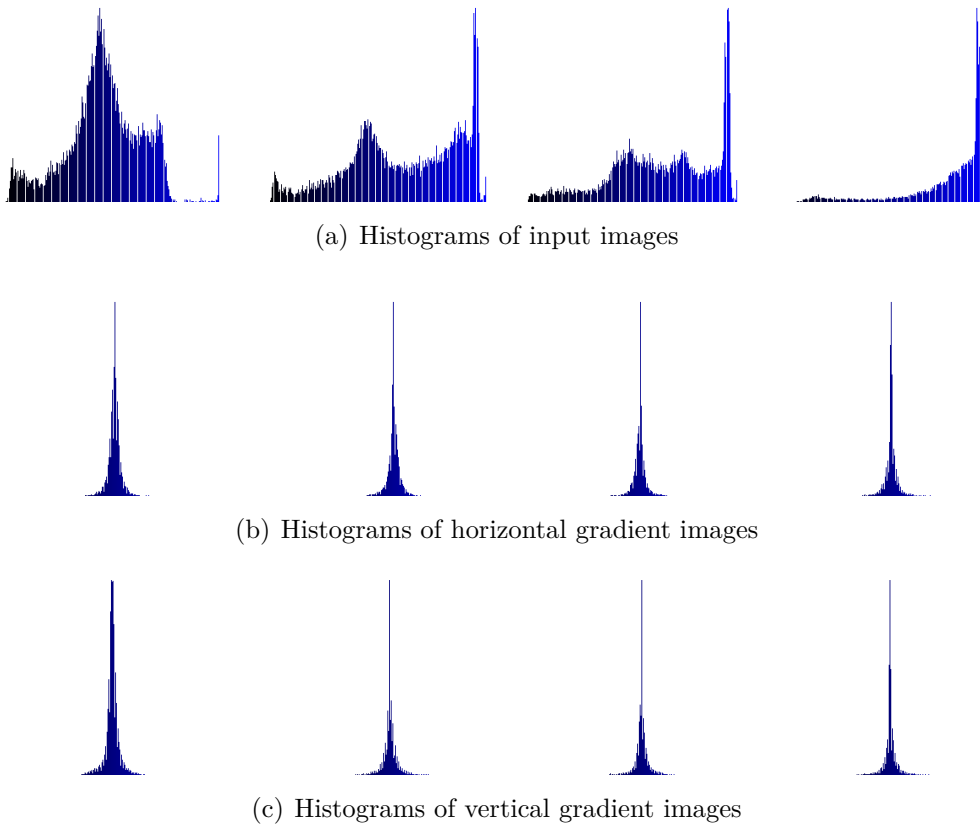 (a) Histograms of input images
(b) Histograms of horizontal gradient images
(c) Histograms of vertical gradient images